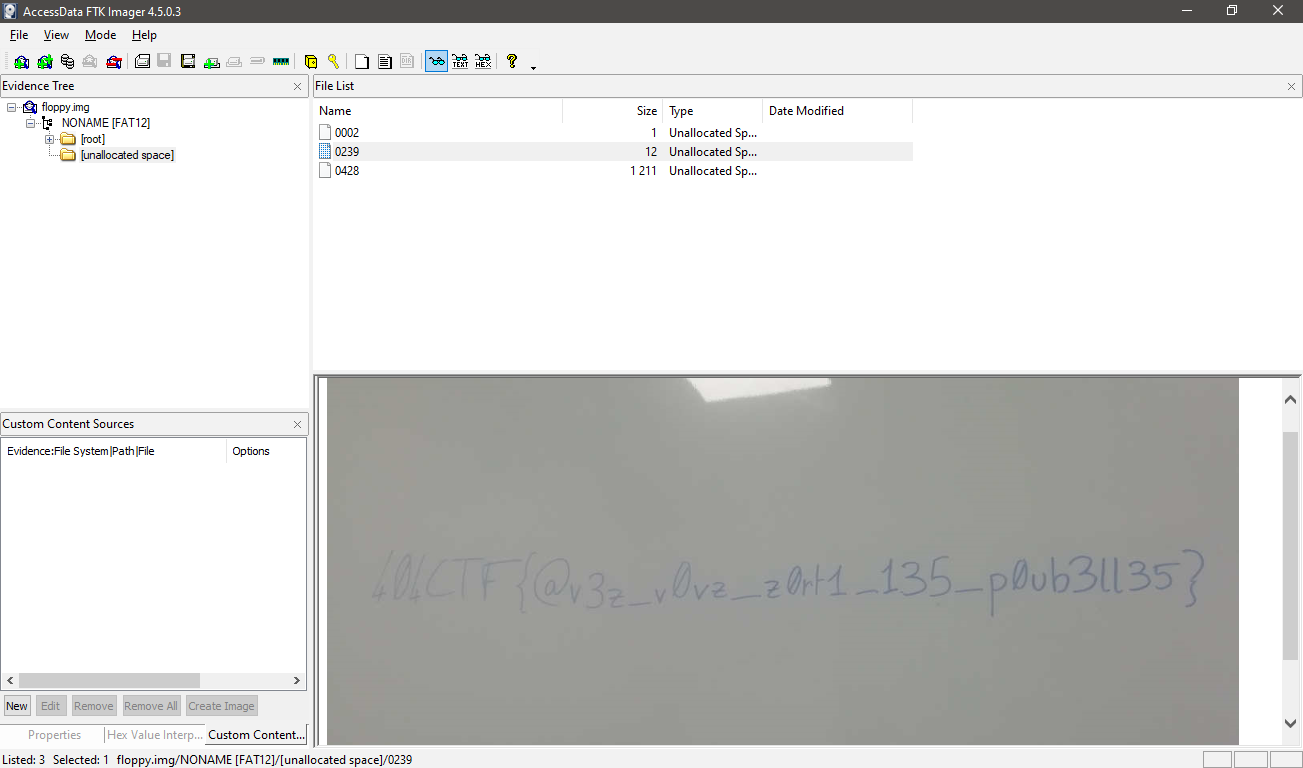 AccessData FTK Imager 4.5.0.3
File View Mode Help
Evidence Tree
floppy.img
NONAME [FAT12]
[root]
[unallocated space]
File List
Name Size Type Date Modified
0002 1 Unallocated Sp...
0239 12 Unallocated Sp...
0428 1 211 Unallocated Sp...
Custom Content Sources
Evidence:File System|Path|File Options
New Edit Remove Remove All Create Image
Properties Hex Value Interp... Custom Content...
404CTF{@v3z_v0vz_z0rt1_135_p0ub3ll35}
Listed: 3 Selected: 1 floppy.img/NONAME [FAT12]/[unallocated space]/0239